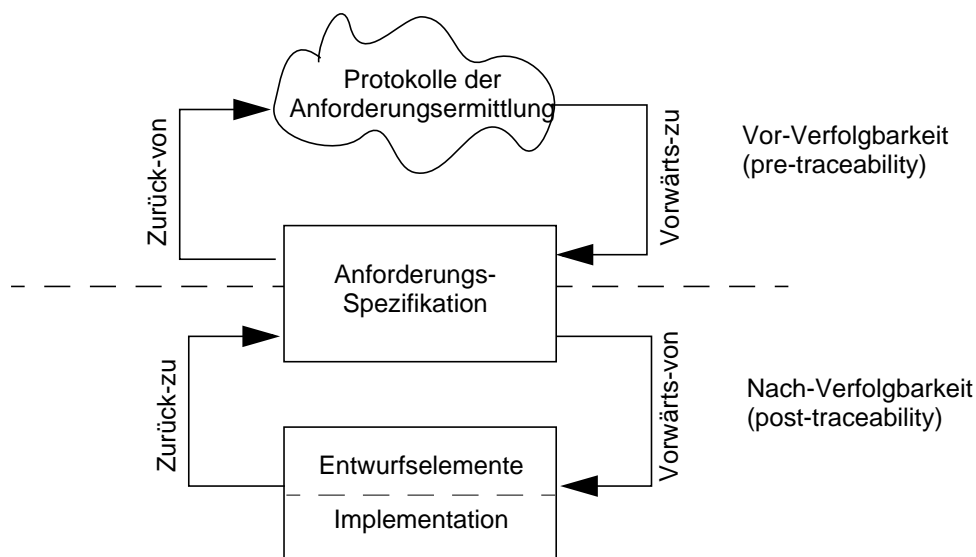 Protokolle der
Anforderungsermittlung
Zurück-von
Vorwärts-zu
Vor-Verfolgbarkeit
(pre-traceability)
Anforderungs-
Spezifikation
Zurück-zu
Vorwärts-von
Nach-Verfolgbarkeit
(post-traceability)
Entwurfselemente
Implementation